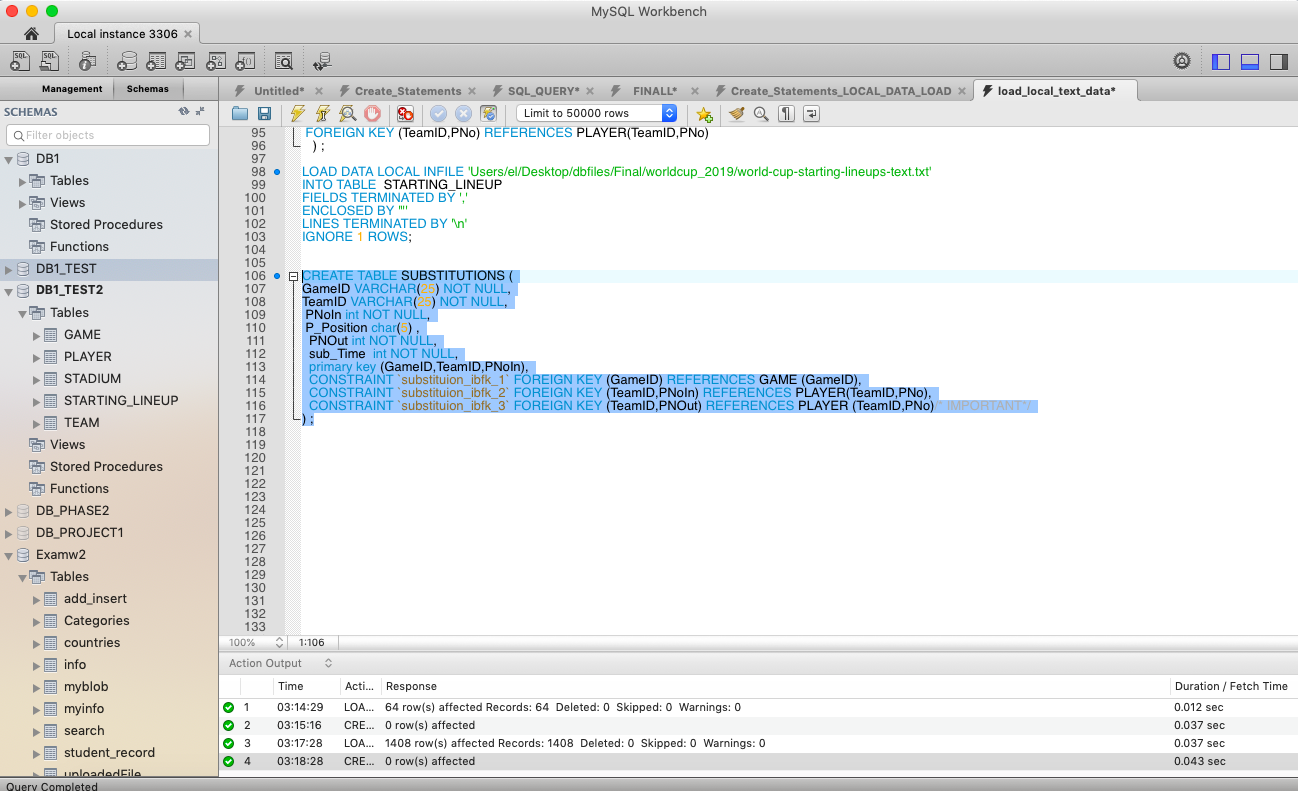 MySQL Workbench
Local instance 3306
Management
Schemas
SCHEMAS
Filter objects
DB1
Tables
Views
Stored Procedures
Functions
DB1_TEST
DB1_TEST2
Tables
GAME
PLAYER
STADIUM
STARTING_LINEUP
TEAM
Views
Stored Procedures
Functions
DB_PHASE2
DB_PROJECT1
Examw2
Tables
add_insert
Categories
countries
info
myblob
myinfo
search
student_record
uploadedFile
Untitled*
Create_Statements
SQL_QUERY*
FINALL*
Create_Statements_LOCAL_DATA_LOAD
load_local_text_data*
Limit to 50000 rows
95 FOREIGN KEY (TeamID,PNo) REFERENCES PLAYER(TeamID,PNo)
96 ) ;
97
98 LOAD DATA LOCAL INFILE 'Users/el/Desktop/dbfiles/Final/worldcup_2019/world-cup-starting-lineups-text.txt'
99 INTO TABLE STARTING_LINEUP
100 FIELDS TERMINATED BY ','
101 ENCLOSED BY '"'
102 LINES TERMINATED BY '\n'
103 IGNORE 1 ROWS;
104
105
106 CREATE TABLE SUBSTITUTIONS (
107 GameID VARCHAR(25) NOT NULL,
108 TeamID VARCHAR(25) NOT NULL,
109 PNoIn int NOT NULL,
110 P_Position char(5) ,
111 PNOut int NOT NULL,
112 sub_Time int NOT NULL,
113 primary key (GameID,TeamID,PNoIn),
114 CONSTRAINT `substituion_ibfk_1` FOREIGN KEY (GameID) REFERENCES GAME (GameID),
115 CONSTRAINT `substituion_ibfk_2` FOREIGN KEY (TeamID,PNoIn) REFERENCES PLAYER(TeamID,PNo),
116 CONSTRAINT `substituion_ibfk_3` FOREIGN KEY (TeamID,PNOut) REFERENCES PLAYER (TeamID,PNo) /* IMPORTANT*/
117 ) ;
118
119
120
121
122
123
124
125
126
127
128
129
130
131
132
133
100%
1:106
Action Output
Time Acti... Response Duration / Fetch Time
1 03:14:29 LOA... 64 row(s) affected Records: 64 Deleted: 0 Skipped: 0 Warnings: 0 0.012 sec
2 03:15:16 CRE... 0 row(s) affected 0.037 sec
3 03:17:28 LOA... 1408 row(s) affected Records: 1408 Deleted: 0 Skipped: 0 Warnings: 0 0.037 sec
4 03:18:28 CRE... 0 row(s) affected 0.043 sec
Query Completed